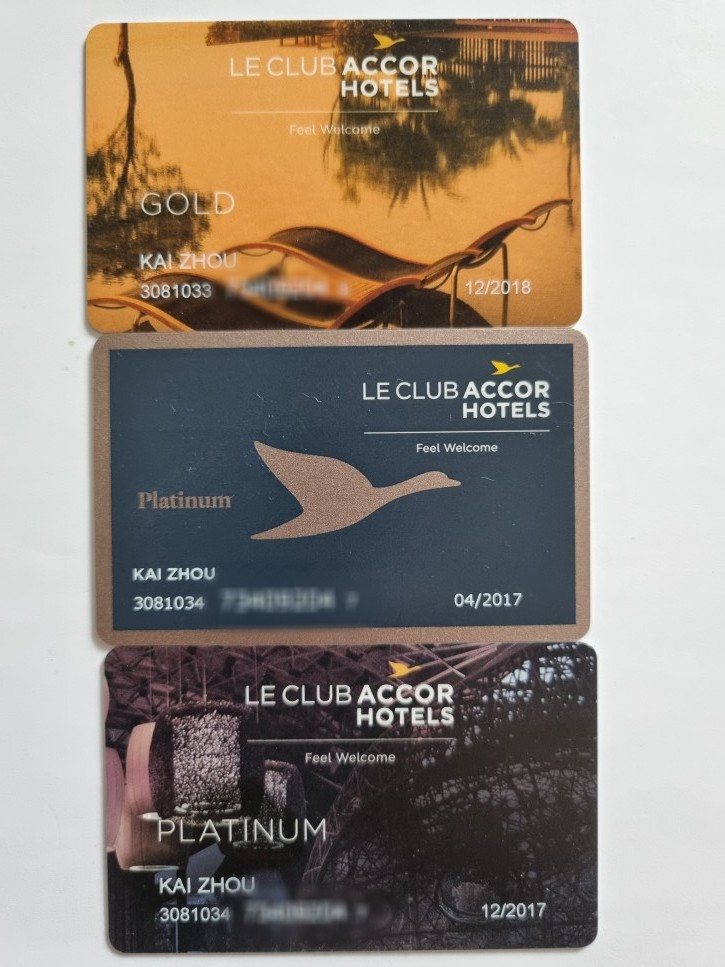 LE CLUB ACCOR
HOTELS
Feel Welcome
GOLD
KAI ZHOU
3081033 12/2018
LE CLUB ACCOR
HOTELS
Feel Welcome
Platinum
KAI ZHOU
3081034 04/2017
LE CLUB ACCOR
HOTELS
Feel Welcome
PLATINUM
KAI ZHOU
3081034 12/2017